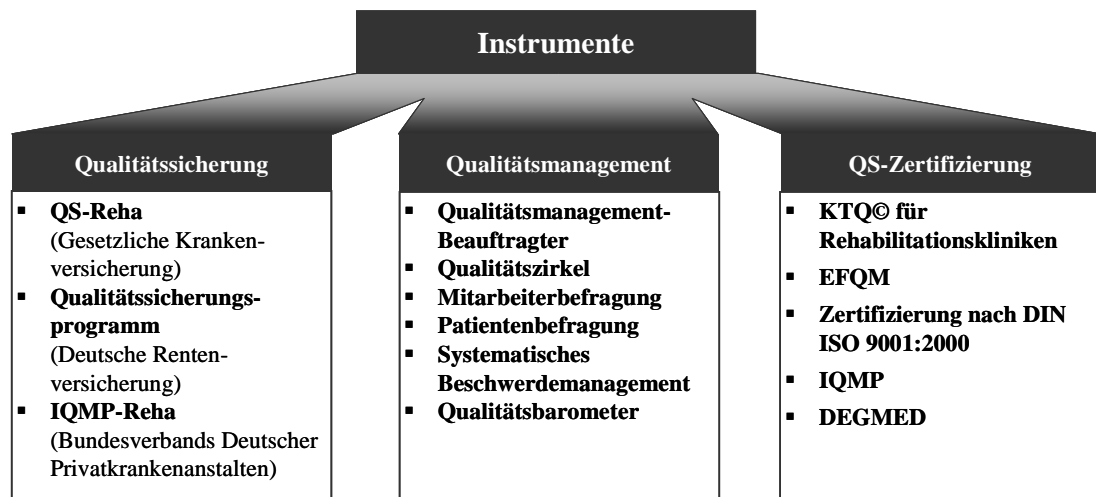 Instrumente
Qualitätssicherung
▪ QS-Reha
(Gesetzliche Kranken-
versicherung)
▪ Qualitätssicherungs-
programm
(Deutsche Renten-
versicherung)
▪ IQMP-Reha
(Bundesverbands Deutscher
Privatkrankenanstalten)
Qualitätsmanagement
▪ Qualitätsmanagement-
Beauftragter
▪ Qualitätszirkel
▪ Mitarbeiterbefragung
▪ Patientenbefragung
▪ Systematisches
Beschwerdemanagement
▪ Qualitätsbarometer
QS-Zertifizierung
▪ KTQ© für
Rehabilitationskliniken
▪ EFQM
▪ Zertifizierung nach DIN
ISO 9001:2000
▪ IQMP
▪ DEGMED